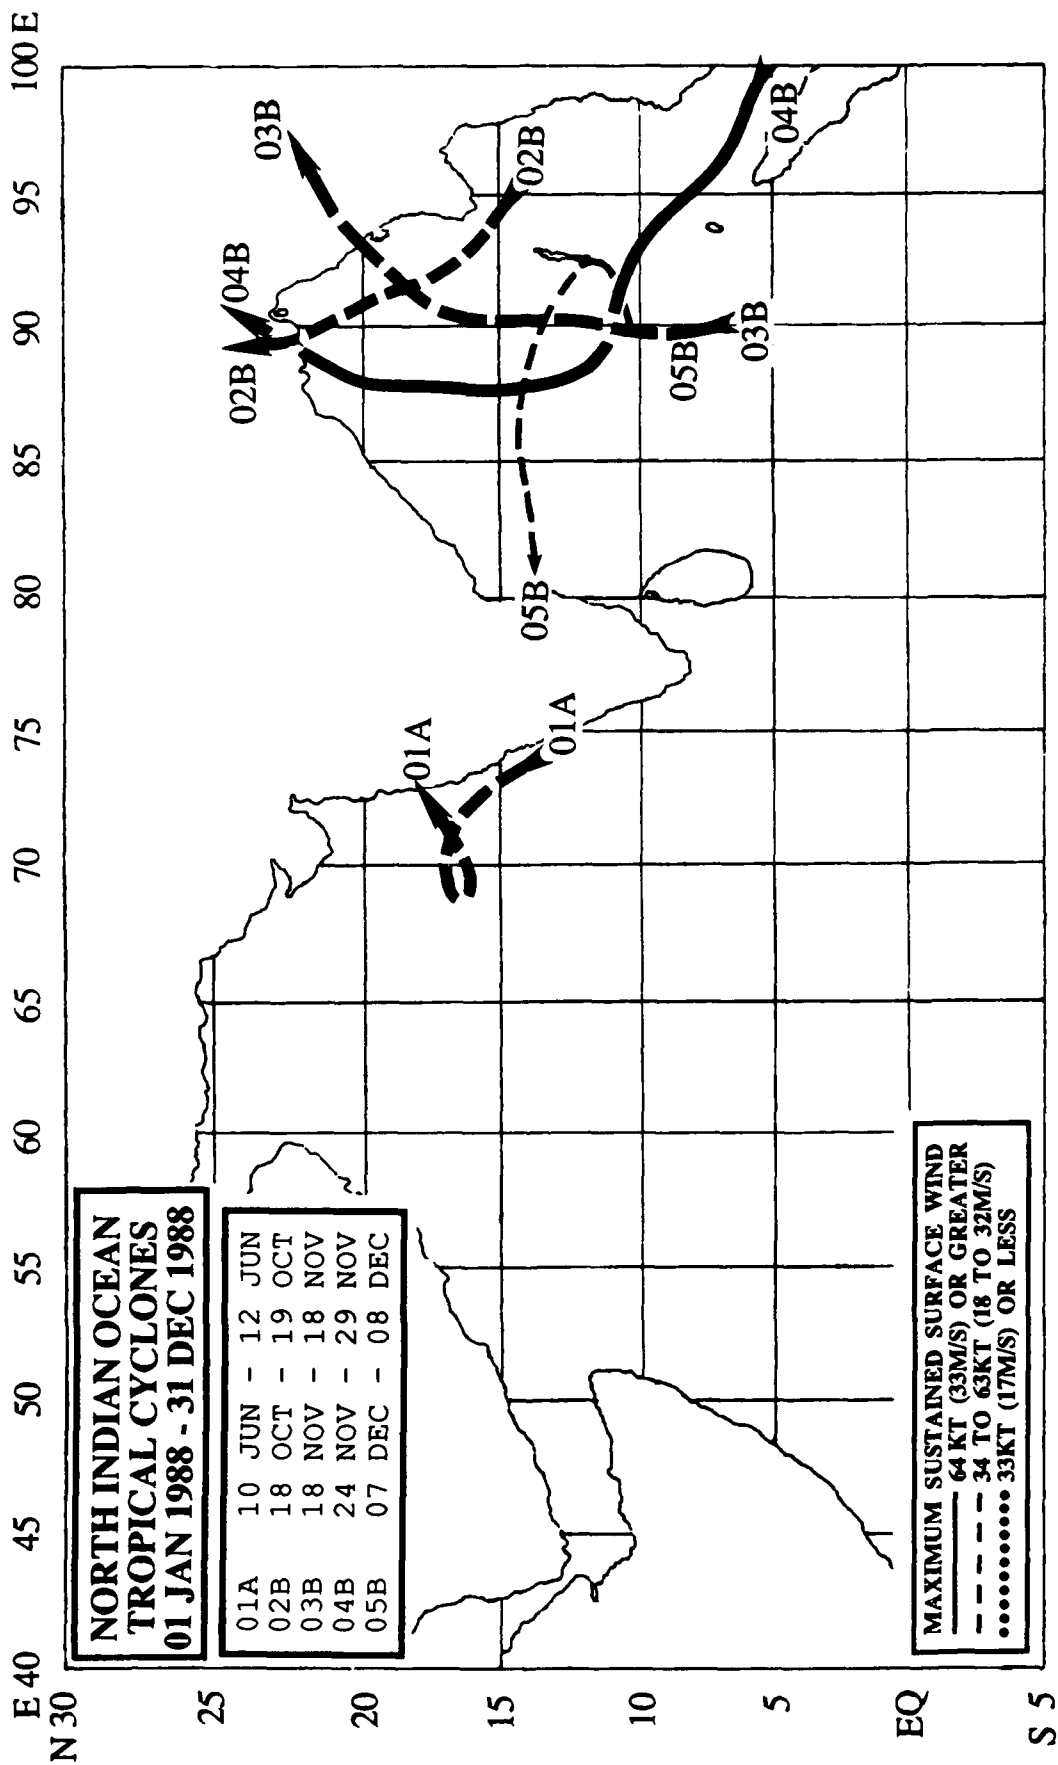 NORTH INDIAN OCEAN
TROPICAL CYCLONES
01 JAN 1988 - 31 DEC 1988
01A 10 JUN - 12 JUN
02B 18 OCT - 19 OCT
03B 18 NOV - 18 NOV
04B 24 NOV - 29 NOV
05B 07 DEC - 08 DEC
E 40 45 50 55 60 65 70 75 80 85 90 95 100 E
N 30
25
20
15
10
5
EQ
S 5
02B
04B
03B
02B
01A
01A
05B
05B
03B
04B
MAXIMUM SUSTAINED SURFACE WIND
64 KT (33M/S) OR GREATER
34 TO 63KT (18 TO 32M/S)
33KT (17M/S) OR LESS